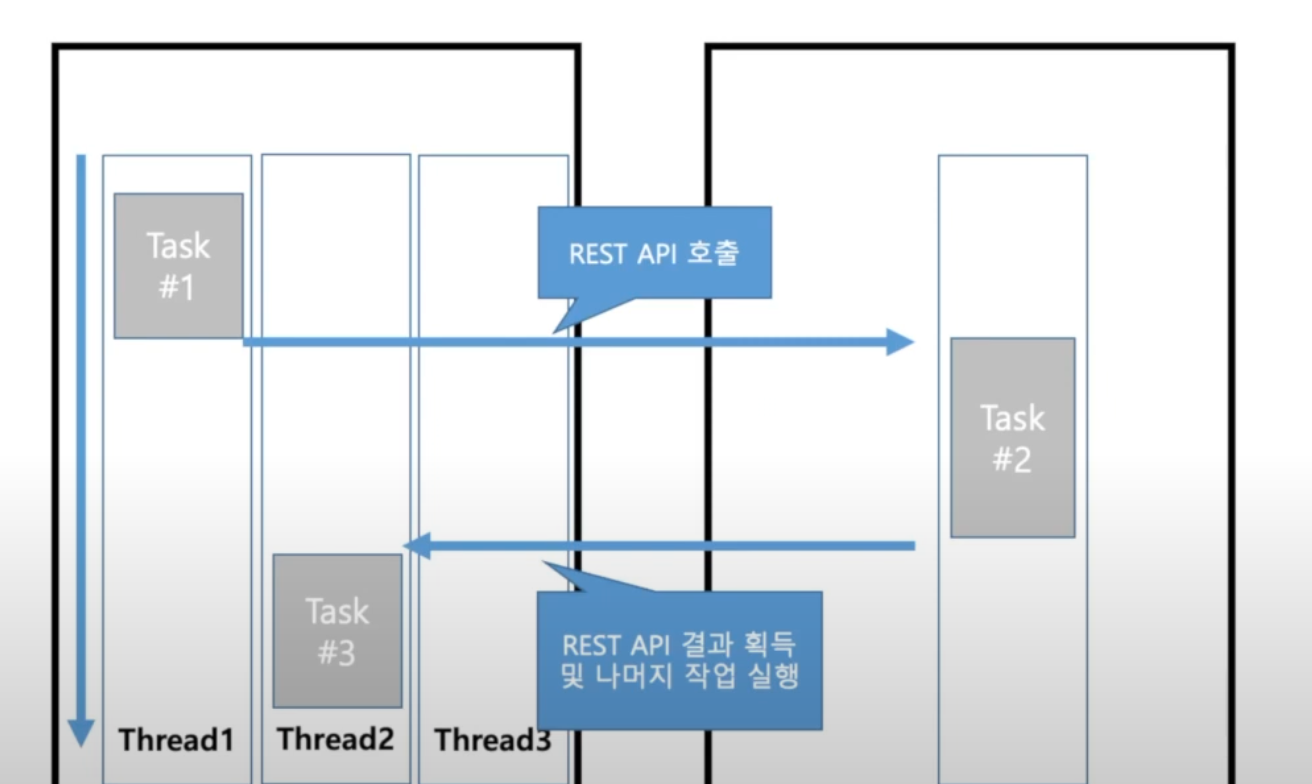 Task
#1
REST API 호출
Task
#2
Task
#3
REST API 결과 획득
및 나머지 작업 실행
Thread1
Thread2
Thread3